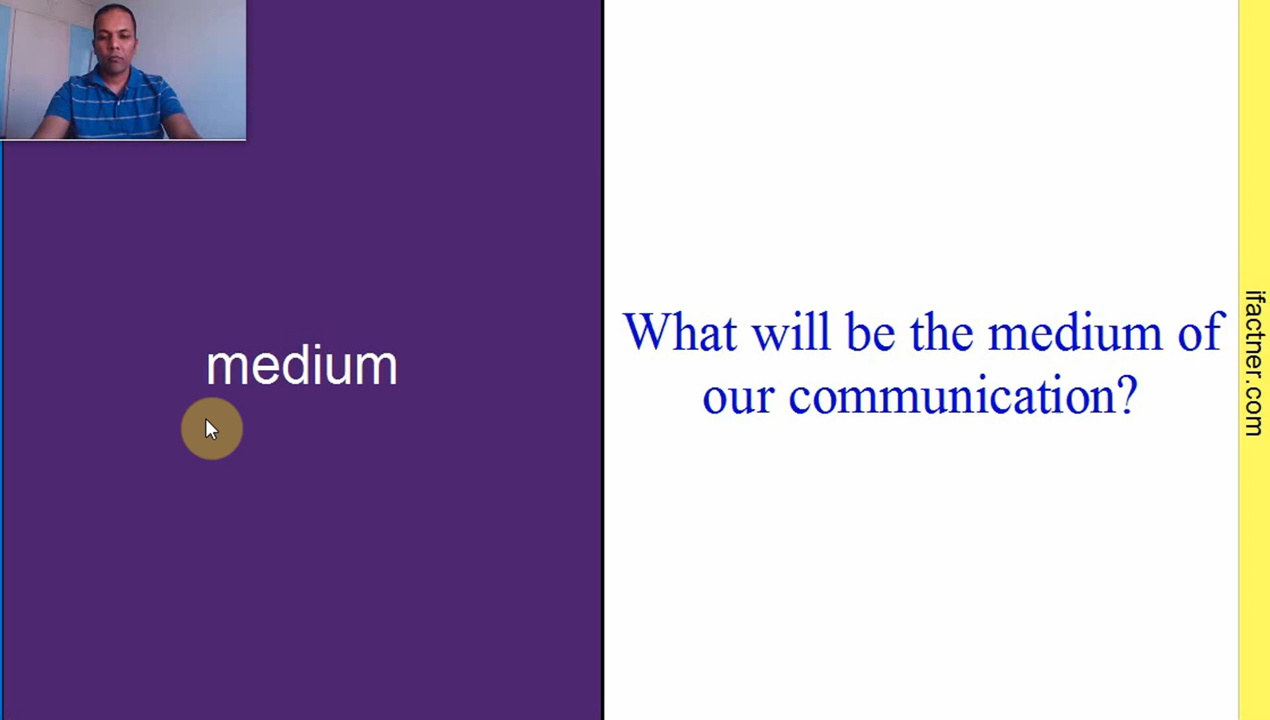 medium
What will be the medium of
our communication?
ifactner.com